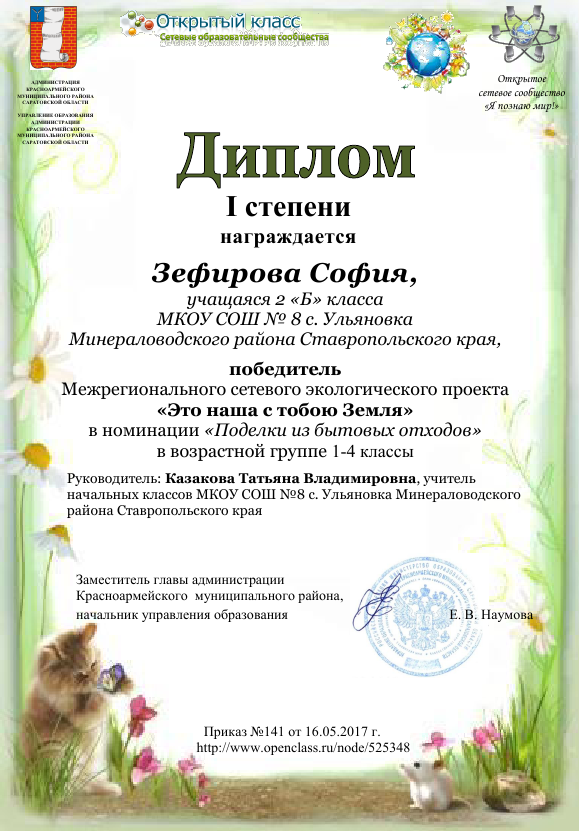 Открытый класс
Сетевые образовательные сообщества
АДМИНИСТРАЦИЯ
КРАСНОАРМЕЙСКОГО
МУНИЦИПАЛЬНОГО РАЙОНА
САРАТОВСКОЙ ОБЛАСТИ
УПРАВЛЕНИЕ ОБРАЗОВАНИЯ
АДМИНИСТРАЦИИ
КРАСНОАРМЕЙСКОГО
МУНИЦИПАЛЬНОГО РАЙОНА
САРАТОВСКОЙ ОБЛАСТИ
Открытое
сетевое сообщество
«Я познаю мир!»
Диплом
I степени
награждается
Зефирова София,
учащаяся 2 «Б» класса
МКОУ СОШ № 8 с. Ульяновка
Минераловодского района Ставропольского края,
победитель
Межрегионального сетевого экологического проекта
«Это наша с тобою Земля»
в номинации «Поделки из бытовых отходов»
в возрастной группе 1-4 классы
Руководитель: Казакова Татьяна Владимировна, учитель
начальных классов МКОУ СОШ №8 с. Ульяновка Минераловодского
района Ставропольского края
Заместитель главы администрации
Красноармейского муниципального района,
начальник управления образования
Е. В. Наумова
Приказ №141 от 16.05.2017 г.
http://www.openclass.ru/node/525348